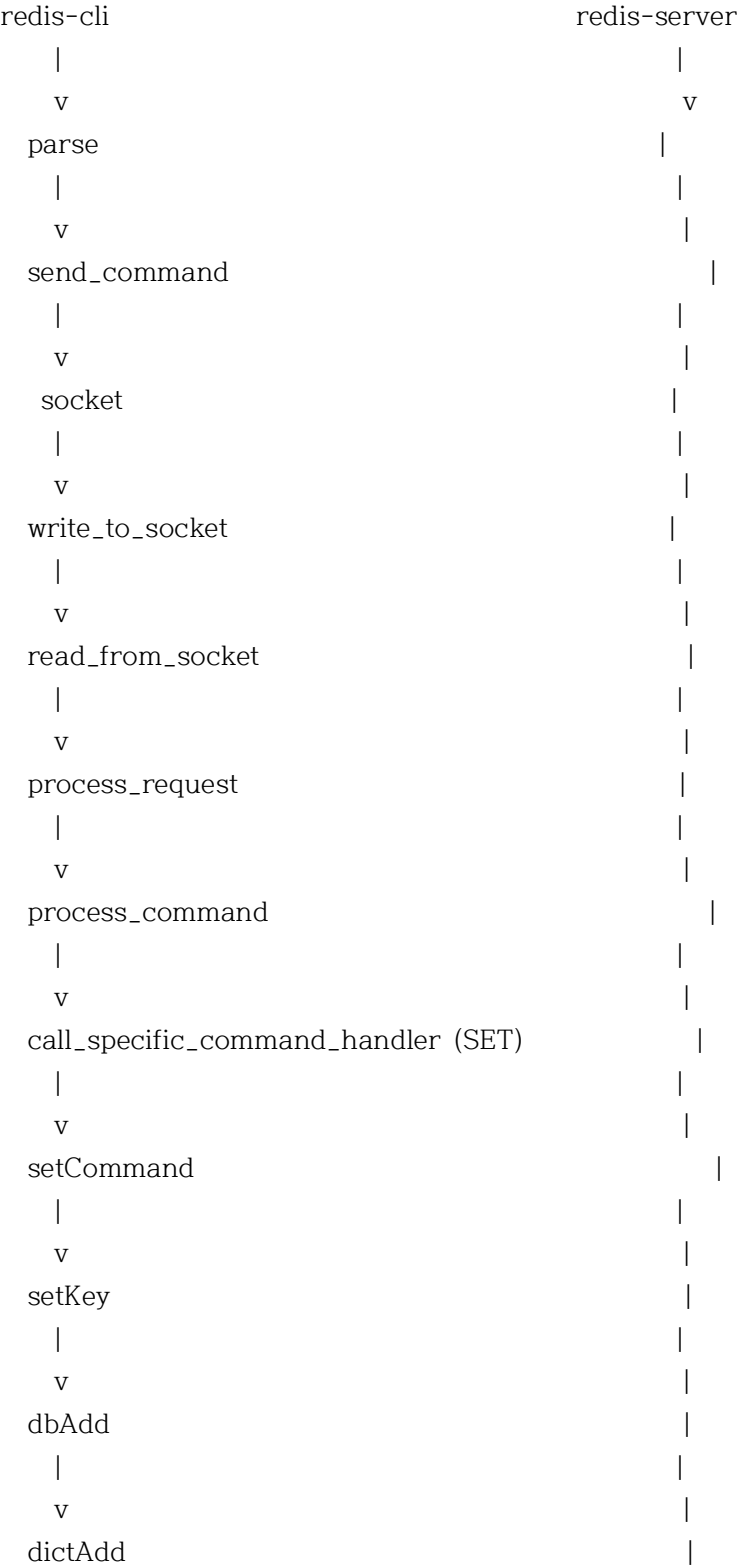 redis-cli redis-server
| |
v v
parse |
| |
v |
send_command |
| |
v |
socket |
| |
v |
write_to_socket |
| |
v |
read_from_socket |
| |
v |
process_request |
| |
v |
process_command |
| |
v |
call_specific_command_handler (SET) |
| |
v |
setCommand |
| |
v |
setKey |
| |
v |
dbAdd |
| |
v |
dictAdd |